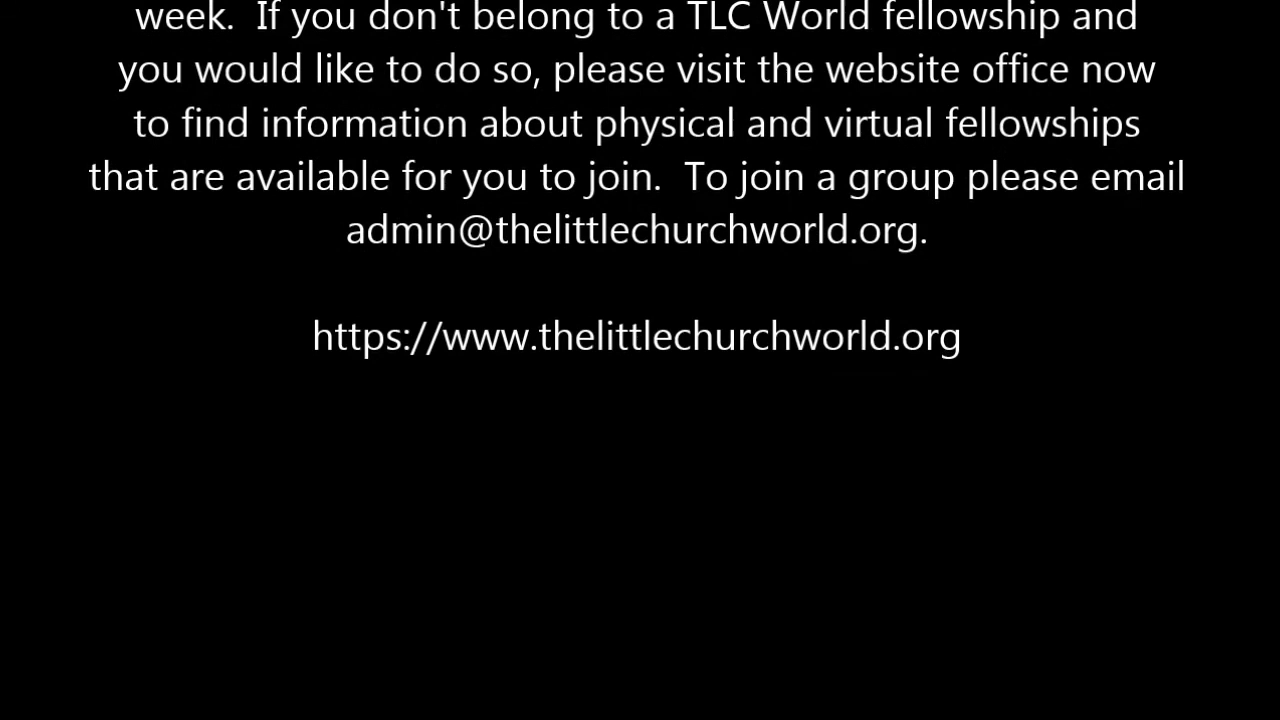 week.  If you don't belong to a TLC World fellowship and
you would like to do so, please visit the website office now
to find information about physical and virtual fellowships
that are available for you to join.  To join a group please email
admin@thelittlechurchworld.org.
https://www.thelittlechurchworld.org